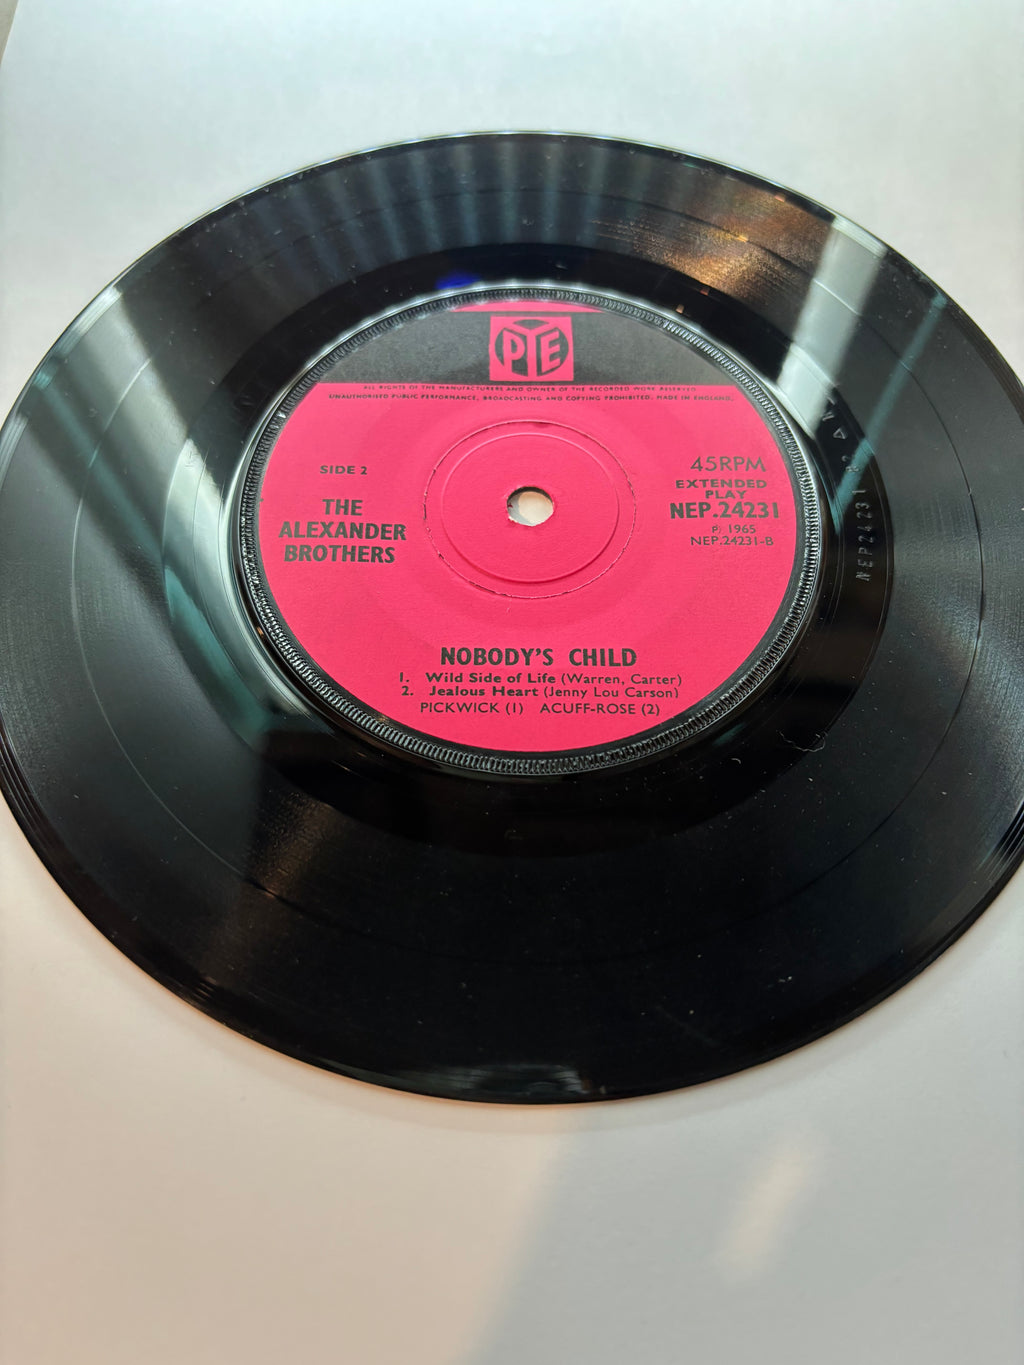 PYE
ALL RIGHTS OF THE MANUFACTURERS AND OWNER OF THE RECORDED WORK RESERVED
UNAUTHORISED PUBLIC PERFORMANCE, BROADCASTING AND COPYING PROHIBITED. MADE IN ENGLAND.
SIDE 2
THE
ALEXANDER
BROTHERS
45RPM
EXTENDED
PLAY
NEP.24231
℗ 1965
NEP.24231-B
NEP24231
NOBODY'S CHILD
1. Wild Side of Life (Warren, Carter)
2. Jealous Heart (Jenny Lou Carson)
PICKWICK (1) ACUFF-ROSE (2)